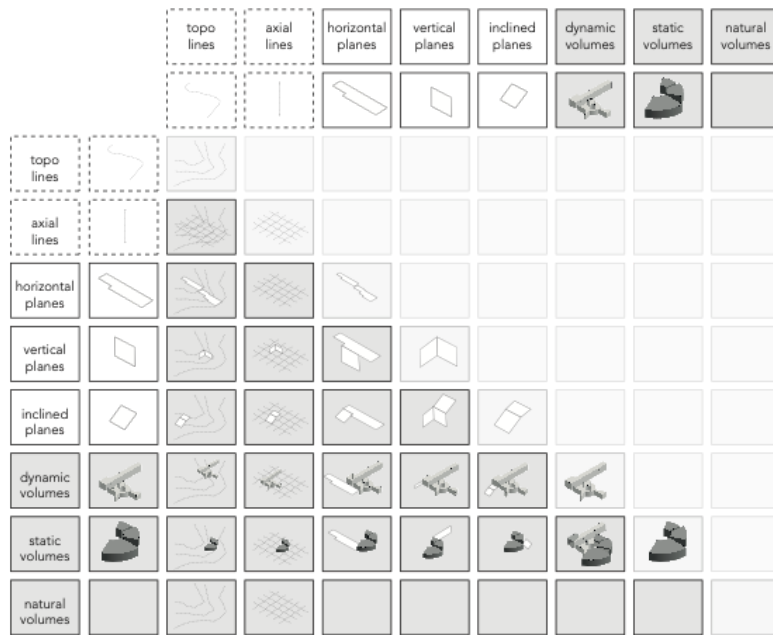 topo
lines
axial
lines
horizontal
planes
vertical
planes
inclined
planes
dynamic
volumes
static
volumes
natural
volumes
topo
lines
axial
lines
horizontal
planes
vertical
planes
inclined
planes
dynamic
volumes
static
volumes
natural
volumes